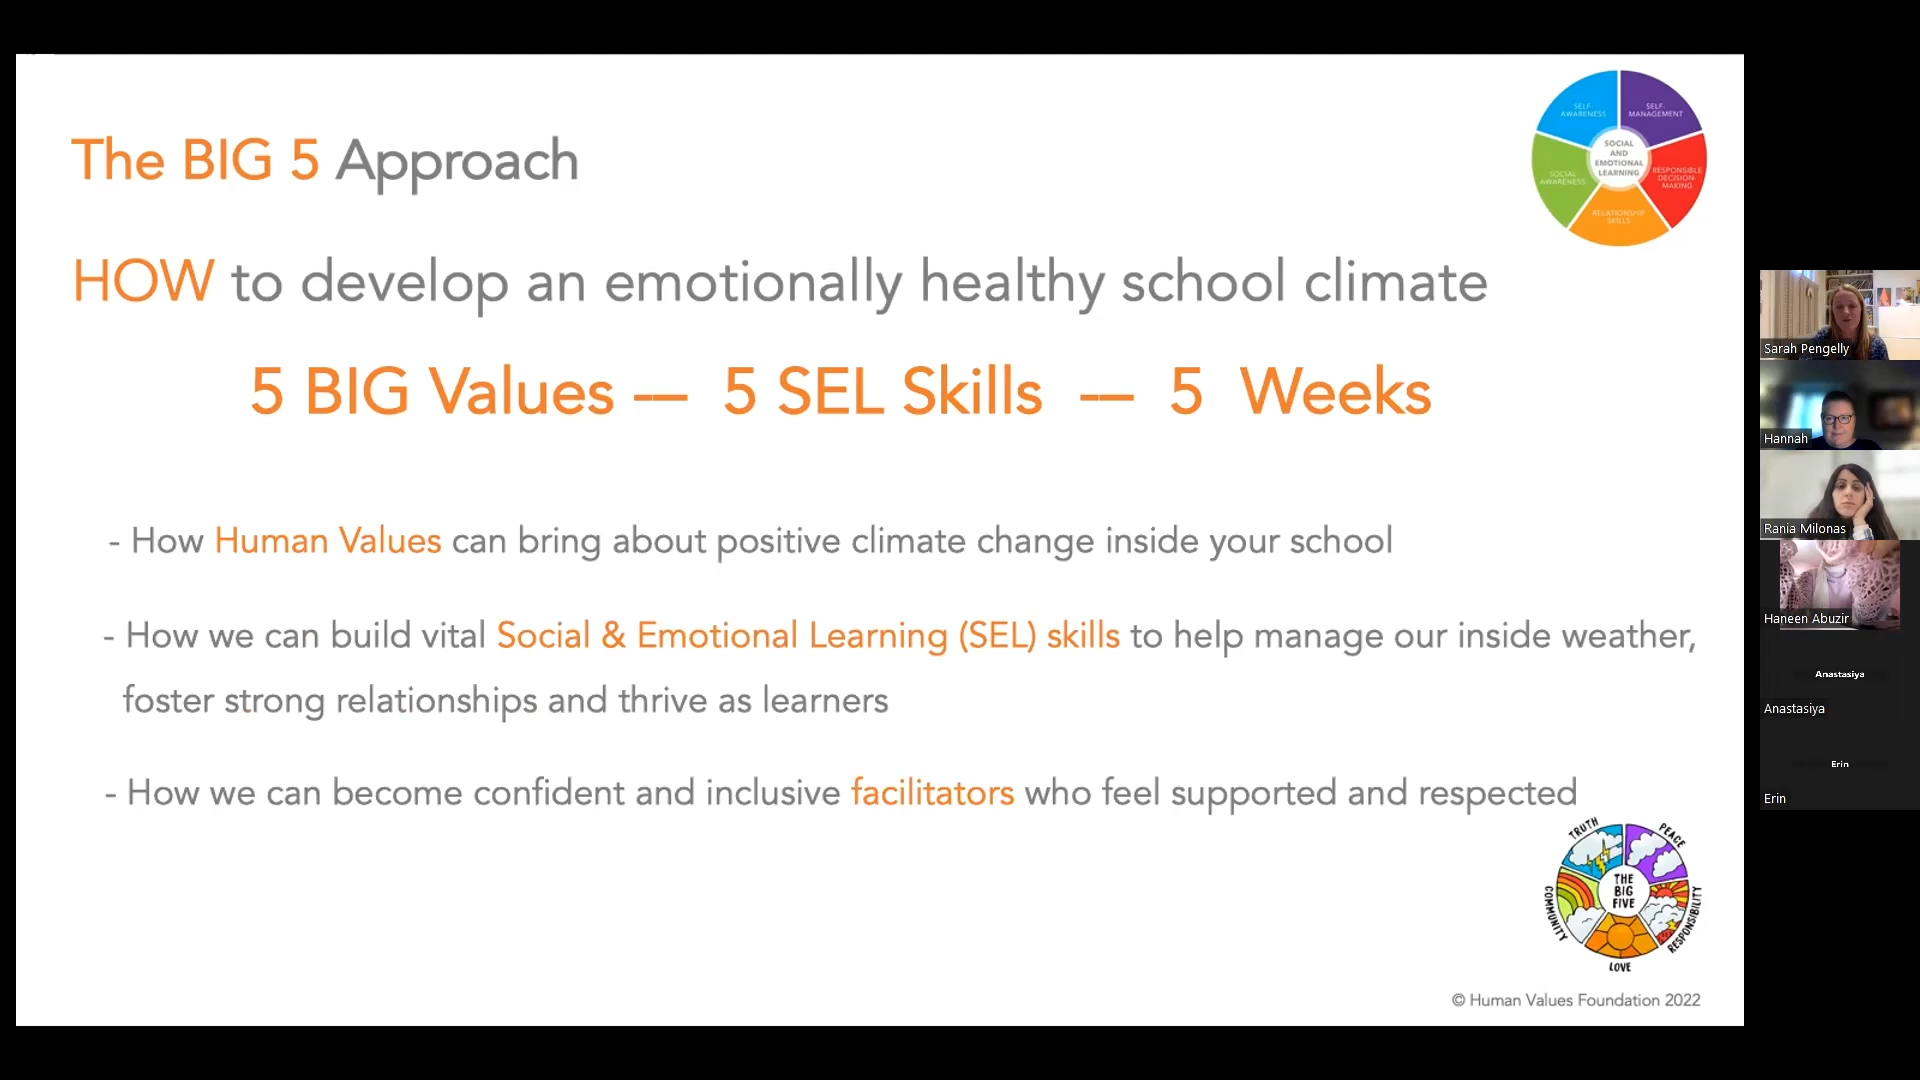 The BIG 5 Approach
SELF
AWARENESS
SELF-
MANAGEMENT
SOCIAL
AND
EMOTIONAL
LEARNING
RESPONSIBLE
DECISION-
MAKING
SOCIAL
AWARENESS
RELATIONSHIP
SKILLS
HOW to develop an emotionally healthy school climate
5 BIG Values -– 5 SEL Skills -– 5 Weeks
- How Human Values can bring about positive climate change inside your school
- How we can build vital Social & Emotional Learning (SEL) skills to help manage our inside weather,
foster strong relationships and thrive as learners
- How we can become confident and inclusive facilitators who feel supported and respected
TRUTH
PEACE
THE
BIG
FIVE
COMMUNITY
RESPONSIBILITY
LOVE
© Human Values Foundation 2022
Sarah Pengelly
Hannah
Rania Milonas
Haneen Abuzir
Anastasiya
Anastasiya
Erin
Erin